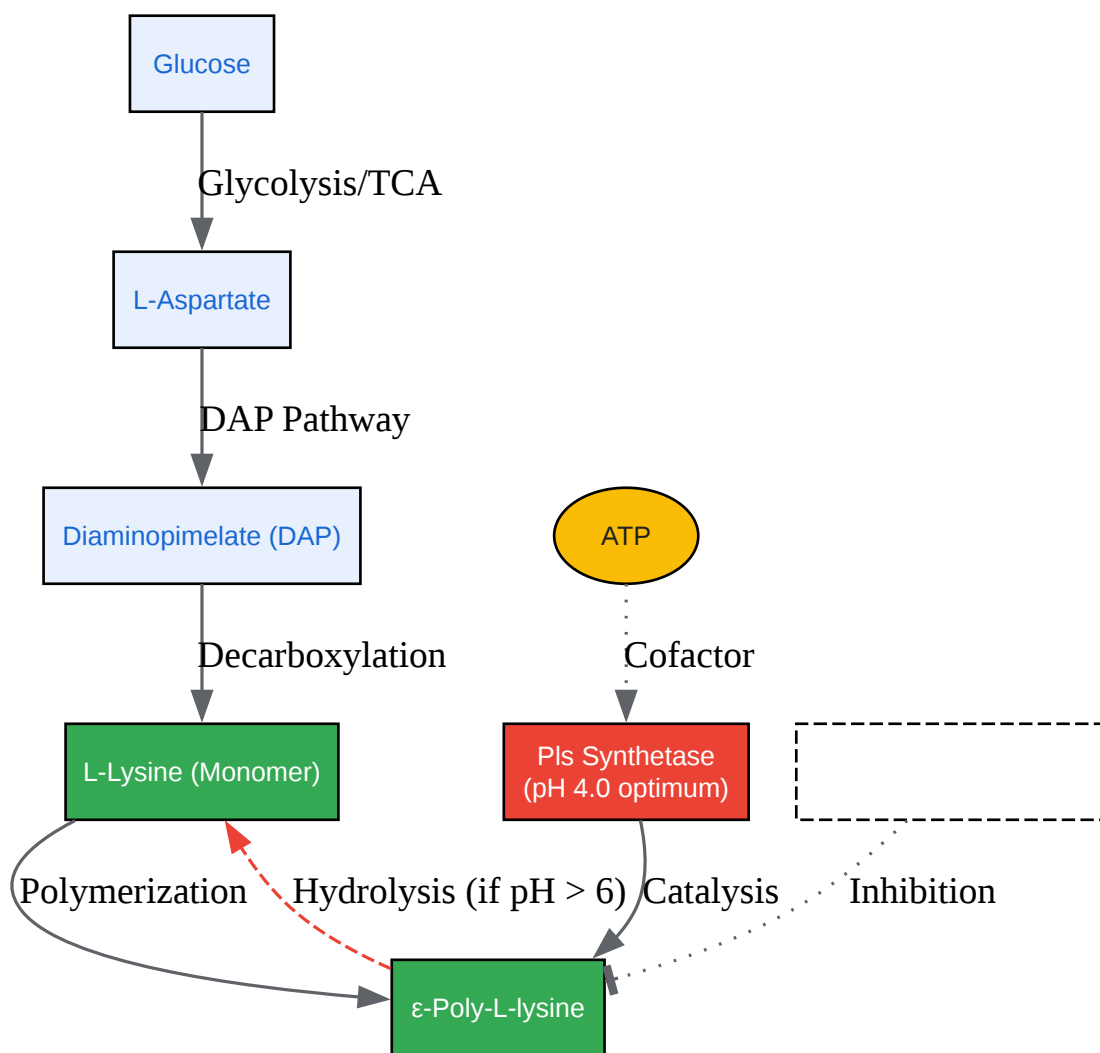 Glucose
Glycolysis/TCA
L-Aspartate
DAP Pathway
Diaminopimelate (DAP)
ATP
Decarboxylation
Cofactor
L-Lysine (Monomer)
Pls Synthetase
(pH 4.0 optimum)
Polymerization
Hydrolysis (if pH > 6)
Catalysis
Inhibition
ε-Poly-L-lysine